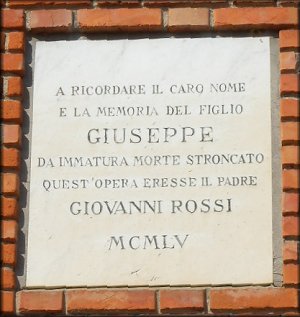 A RICORDARE IL CARO NOME
E LA MEMORIA DEL FIGLIO
GIUSEPPE
DA IMMATURA MORTE STRONCATO
QUEST'OPERA ERESSE IL PADRE
GIOVANNI ROSSI
MCMLV